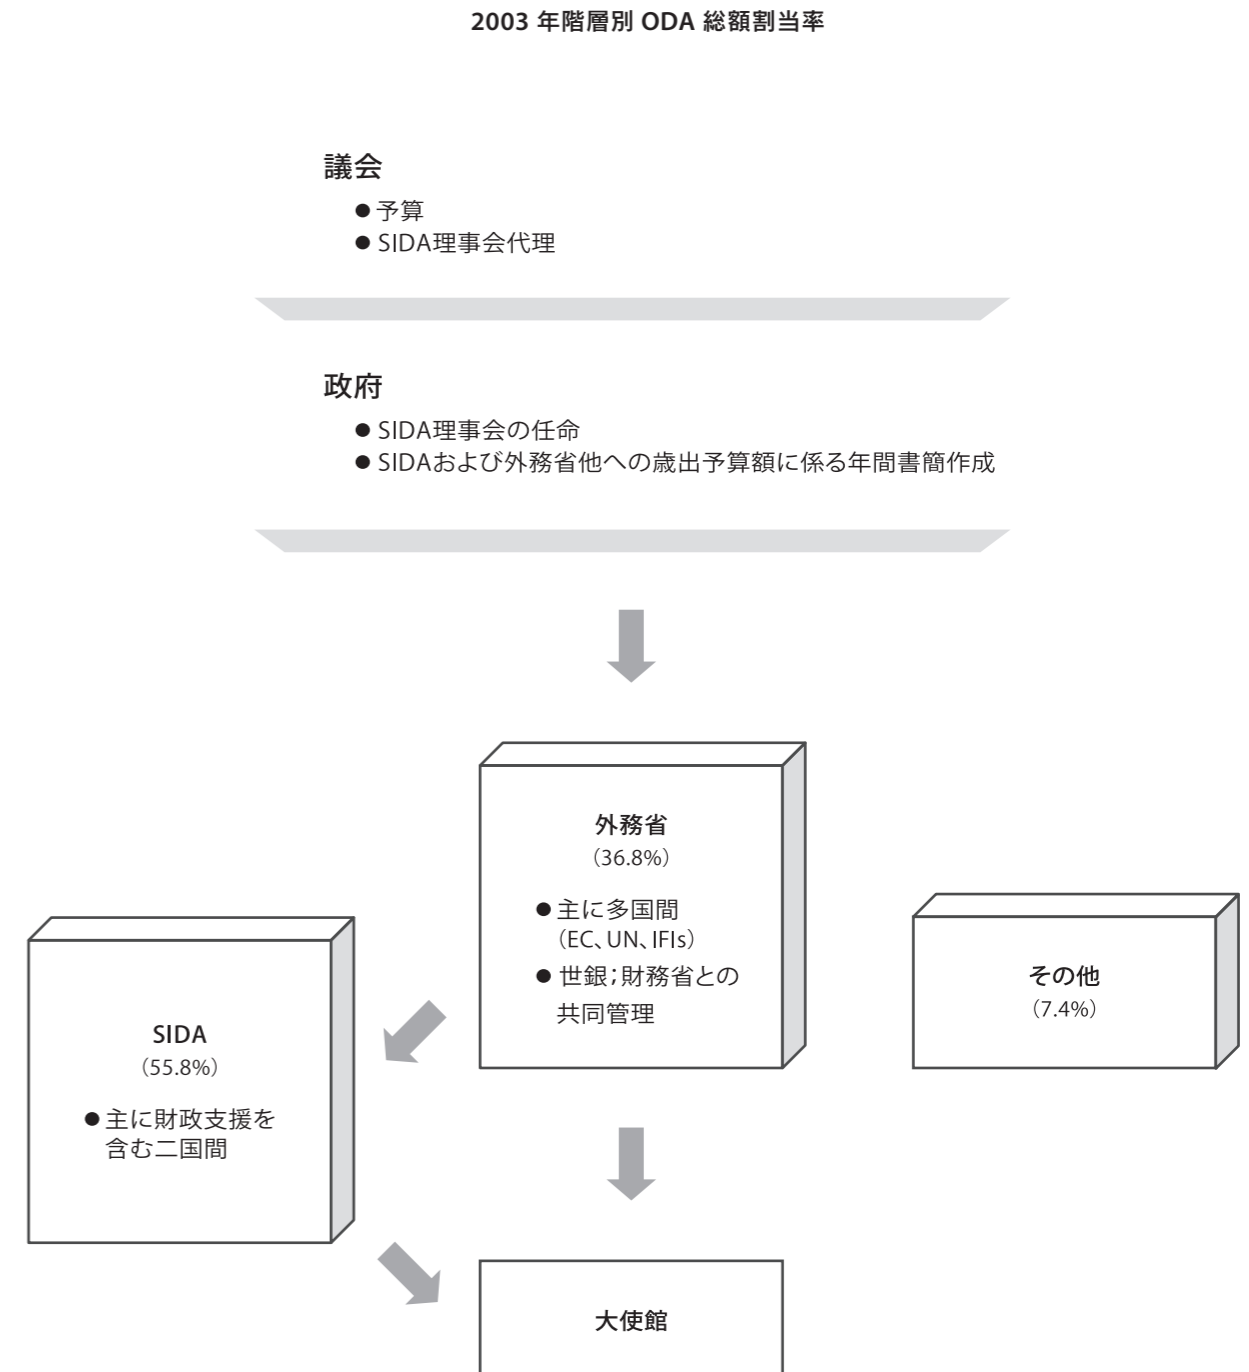 2003 年階層別 ODA 総額割当率
議会
● 予算
● SIDA理事会代理
政府
● SIDA理事会の任命
● SIDAおよび外務省他への歳出予算額に係る年間書簡作成
外務省
（36.8%）
● 主に多国間
（EC、UN、IFIs）
● 世銀；財務省との
共同管理
その他
（7.4%）
SIDA
（55.8%）
● 主に財政支援を
含む二国間
大使館